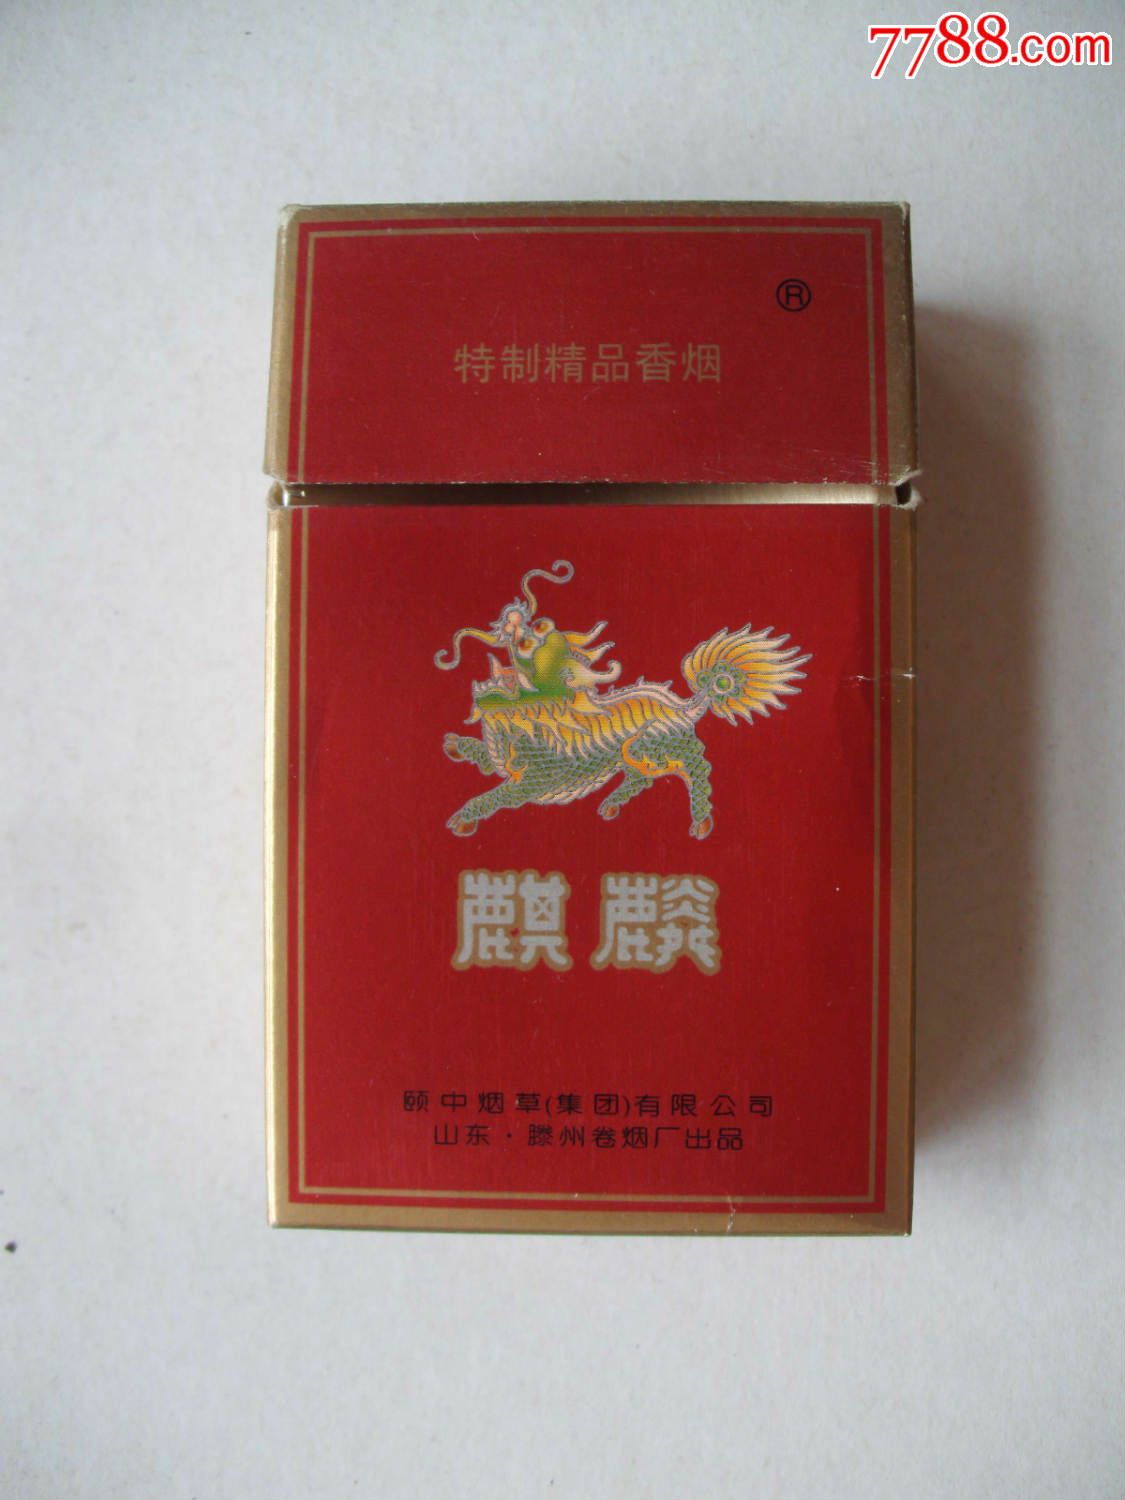 7788.com
®
特制精品香烟
麒麟
颐中烟草(集团)有限公司
山东·滕州卷烟厂出品